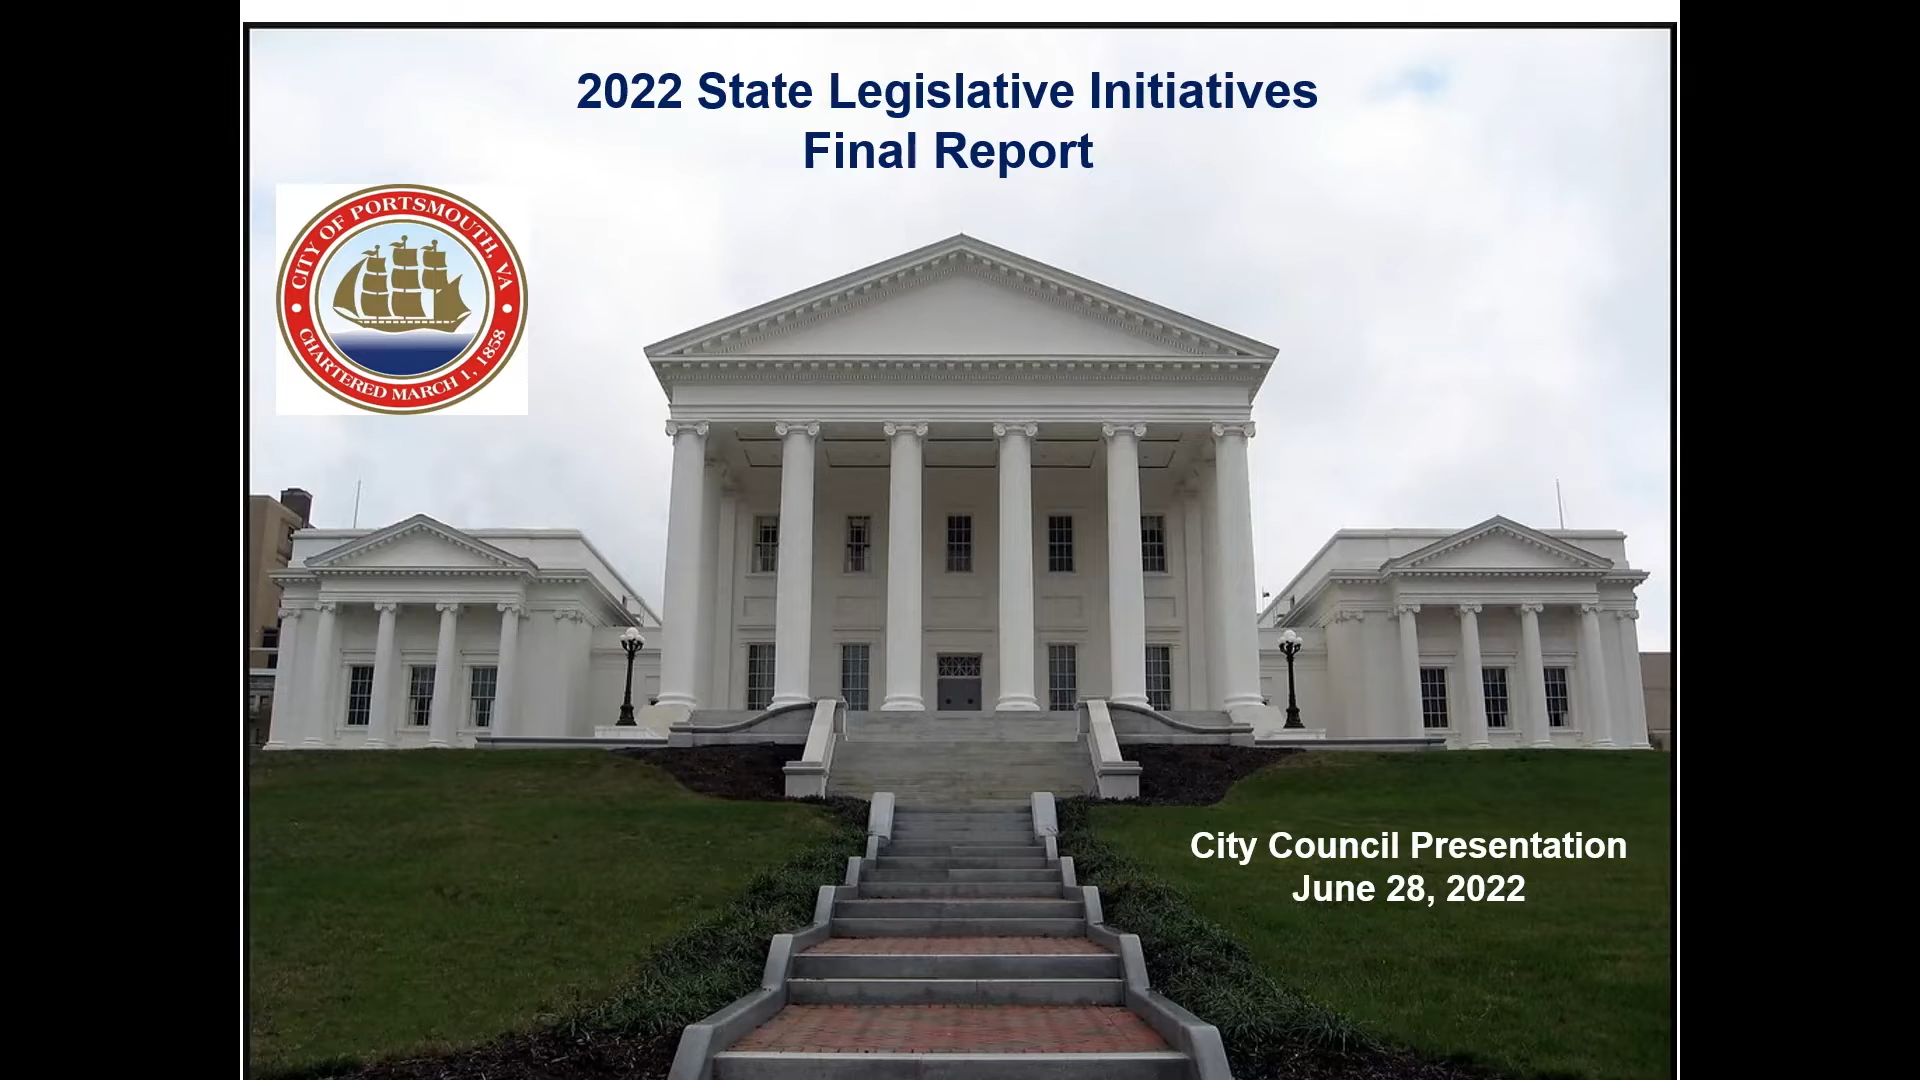 2022 State Legislative Initiatives
Final Report
CITY OF PORTSMOUTH, VA
CHARTERED MARCH 1, 1858
City Council Presentation
June 28, 2022